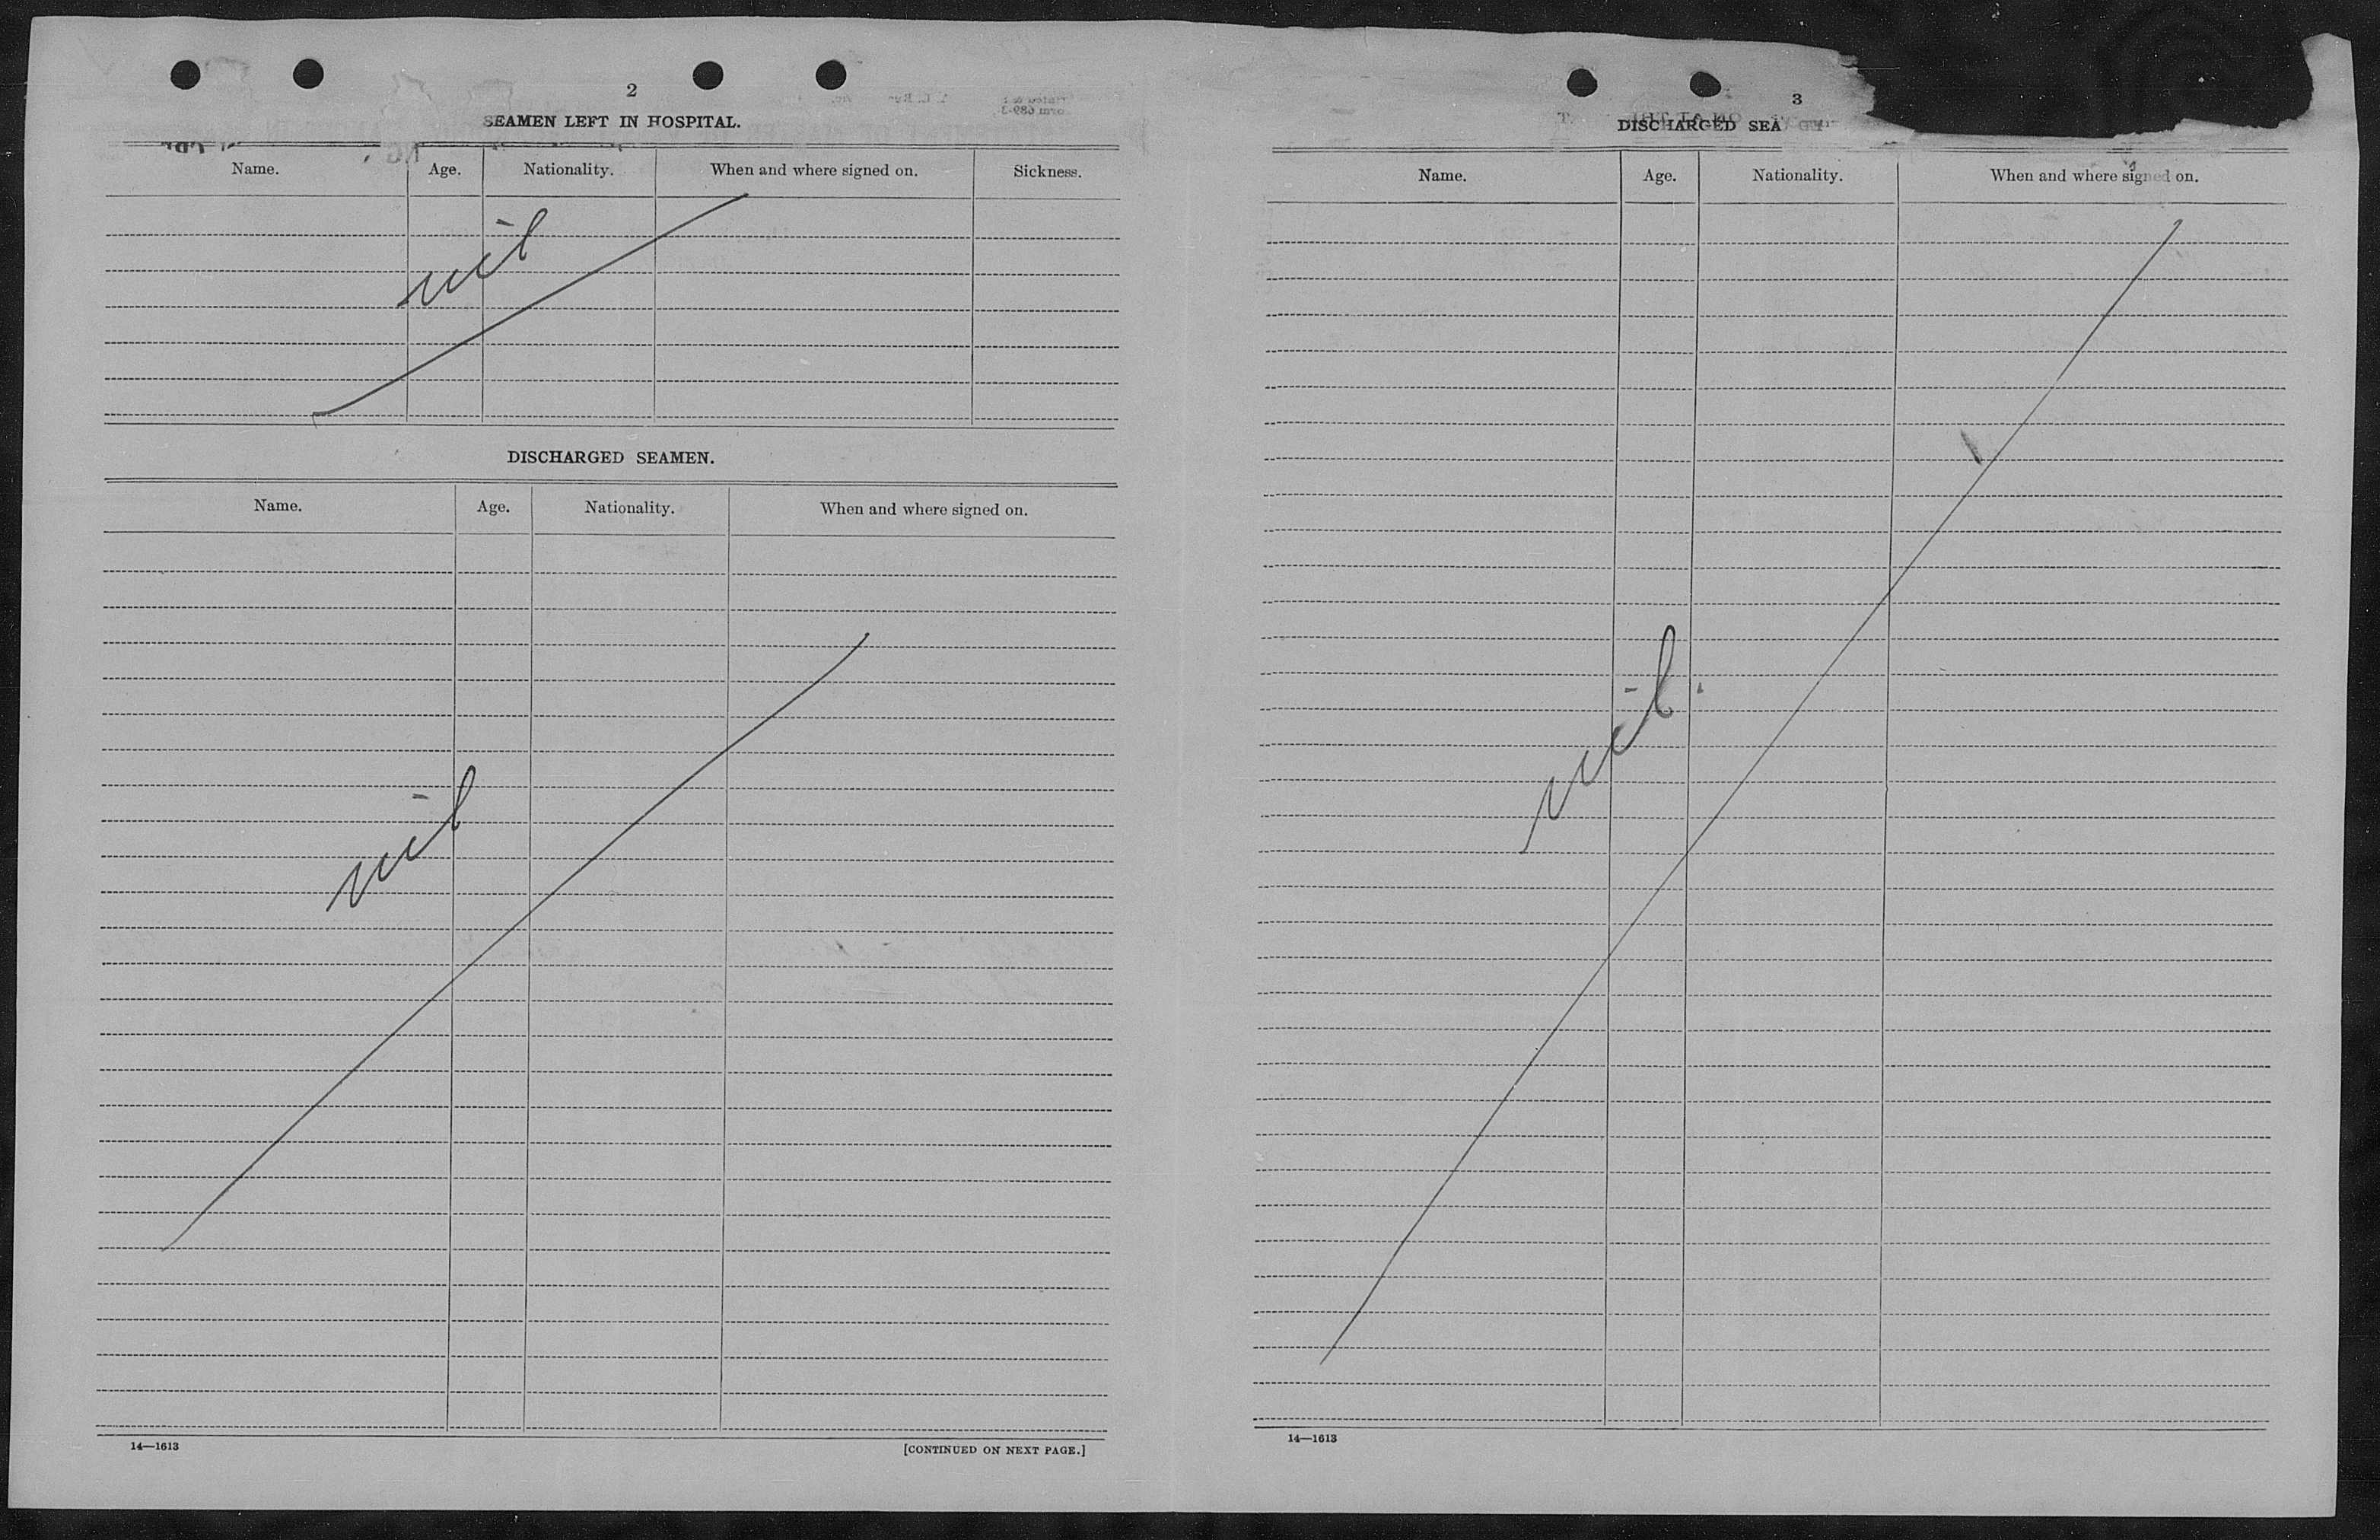 2
SEAMEN LEFT IN HOSPITAL.
Name. Age. Nationality. When and where signed on. Sickness.
nil
DISCHARGED SEAMEN.
Name. Age. Nationality. When and where signed on.
nil
14—1613 [CONTINUED ON NEXT PAGE.]
3
DISCHARGED SEA
Name. Age. Nationality. When and where signed on.
nil.
14—1613